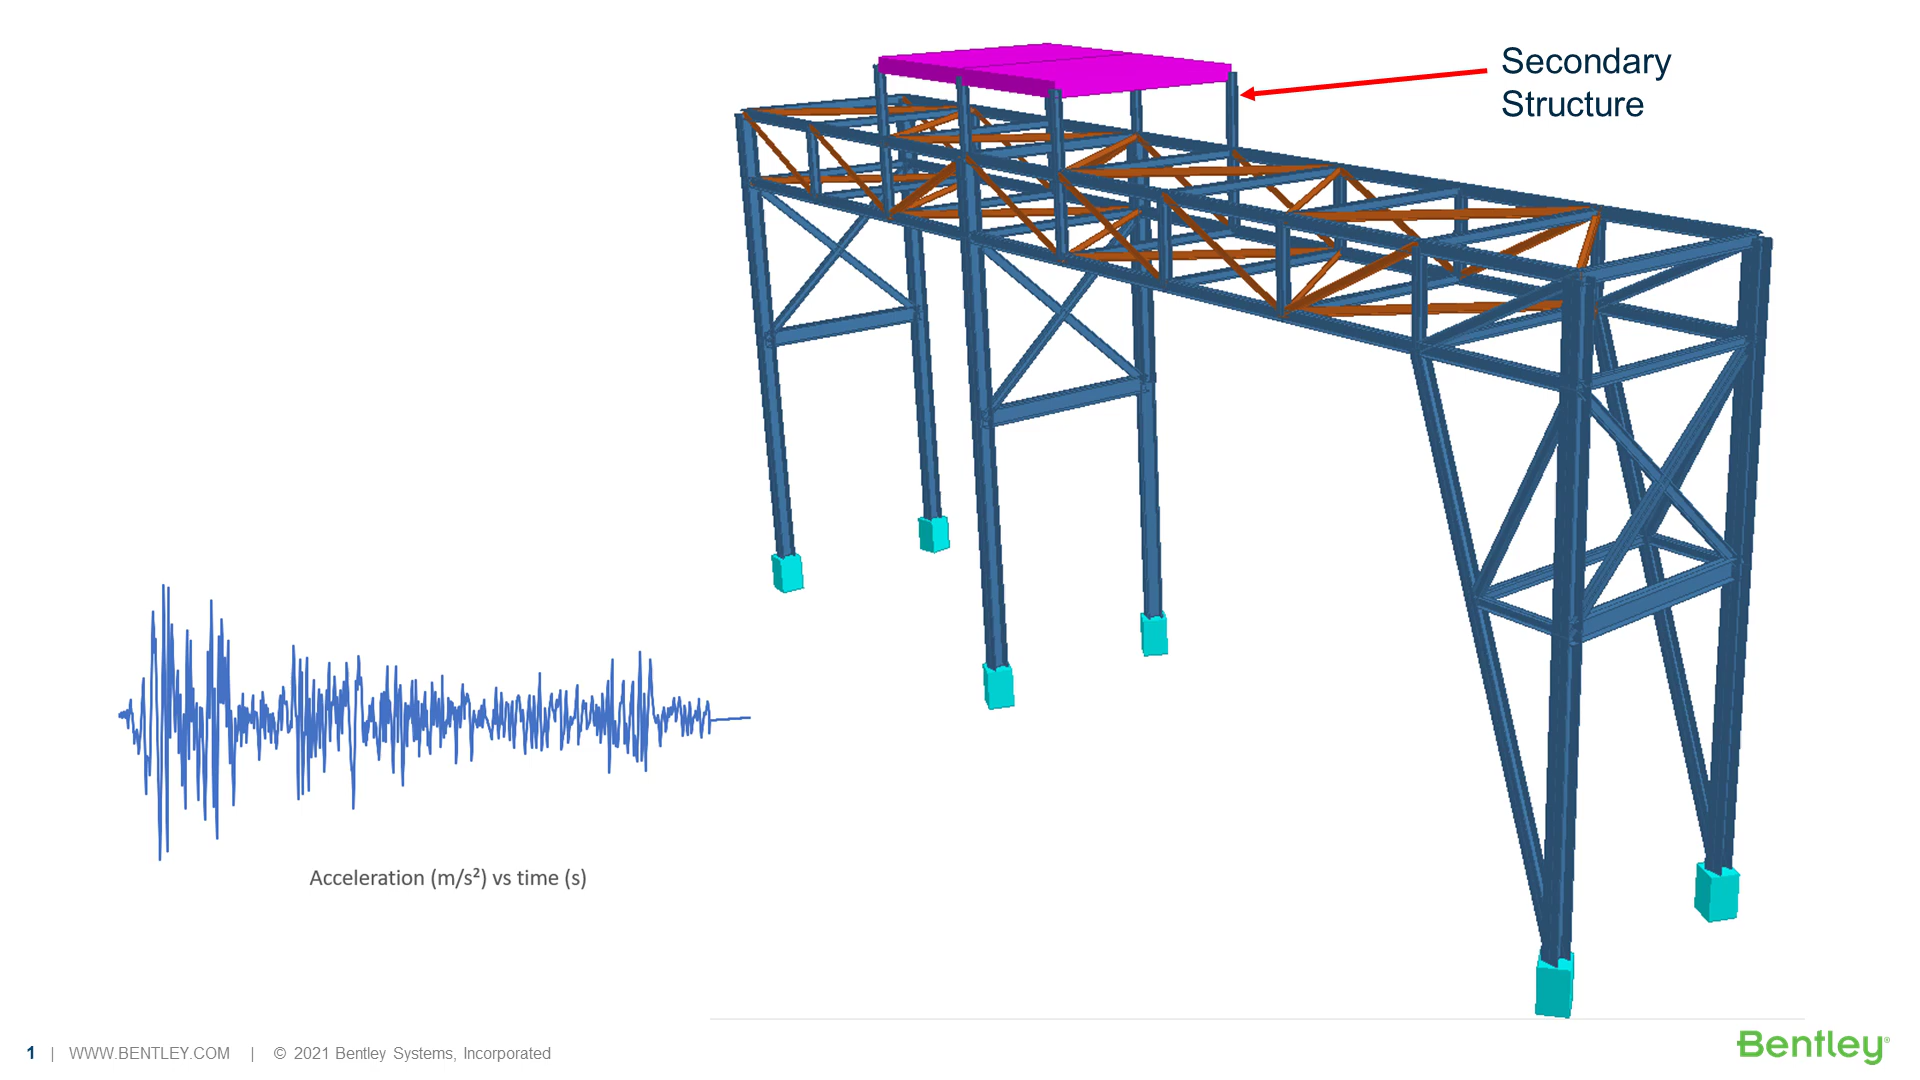 Secondary
Structure
Acceleration (m/s²) vs time (s)
1 | WWW.BENTLEY.COM | © 2021 Bentley Systems, Incorporated
Bentley®